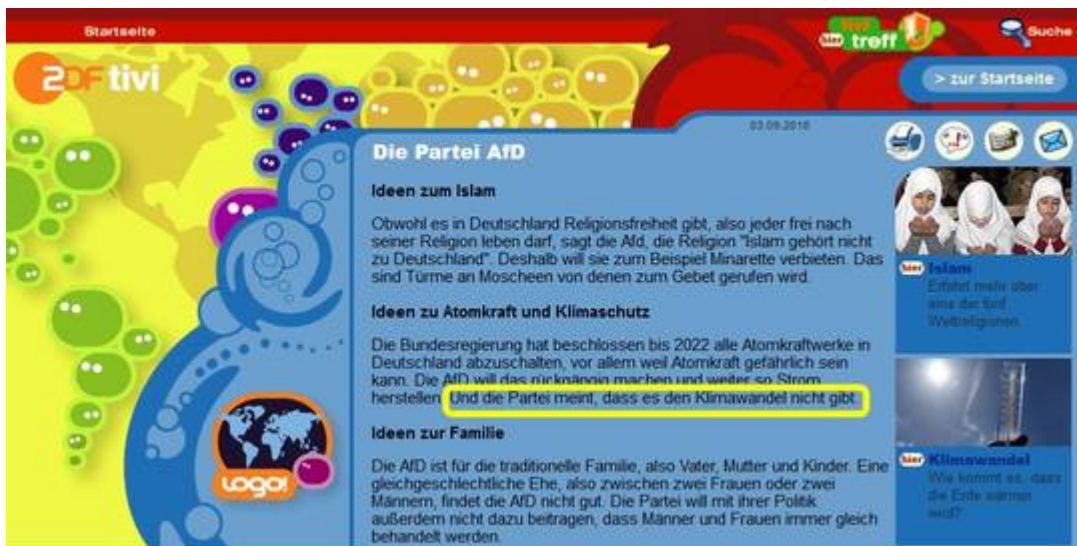 Startseite
tivi
hier treff
Suche
ZDF tivi
> zur Startseite
03.09.2016
Die Partei AfD
Ideen zum Islam
Obwohl es in Deutschland Religionsfreiheit gibt, also jeder frei nach
seiner Religion leben darf, sagt die Afd, die Religion "Islam gehört nicht
zu Deutschland". Deshalb will sie zum Beispiel Minarette verbieten. Das
sind Türme an Moscheen von denen zum Gebet gerufen wird.
Ideen zu Atomkraft und Klimaschutz
Die Bundesregierung hat beschlossen bis 2022 alle Atomkraftwerke in
Deutschland abzuschalten, vor allem weil Atomkraft gefährlich sein
kann. Die AfD will das rückgängig machen und weiter so Strom
herstellen. Und die Partei meint, dass es den Klimawandel nicht gibt.
Ideen zur Familie
Die AfD ist für die traditionelle Familie, also Vater, Mutter und Kinder. Eine
gleichgeschlechtliche Ehe, also zwischen zwei Frauen oder zwei
Männern, findet die AfD nicht gut. Die Partei will mit ihrer Politik
außerdem nicht dazu beitragen, dass Männer und Frauen immer gleich
behandelt werden.
hier Islam
Erfahrt mehr über
eine der fünf
Weltreligionen.
hier Klimawandel
Wie kommt es, dass
die Erde wärmer
wird?
LOGO!